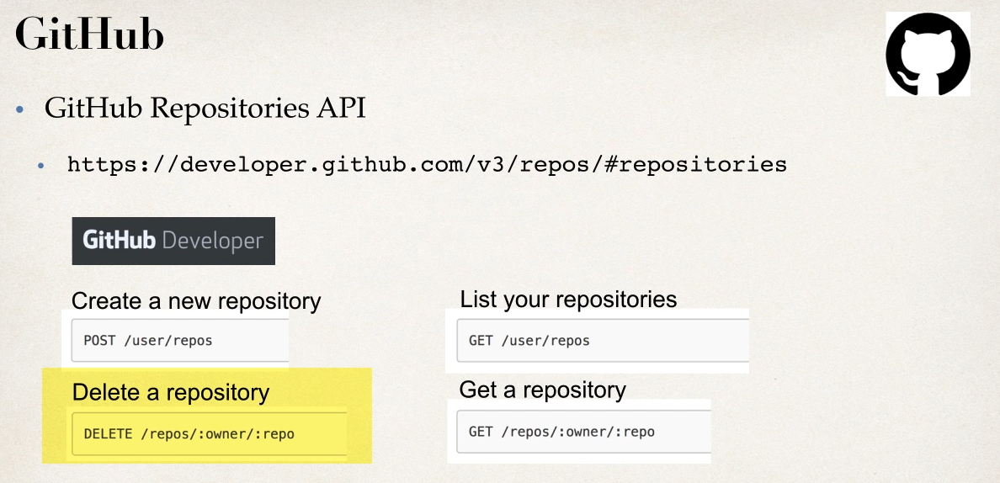 GitHub
• GitHub Repositories API
• https://developer.github.com/v3/repos/#repositories
GitHub Developer
Create a new repository
POST /user/repos
List your repositories
GET /user/repos
Delete a repository
DELETE /repos/:owner/:repo
Get a repository
GET /repos/:owner/:repo